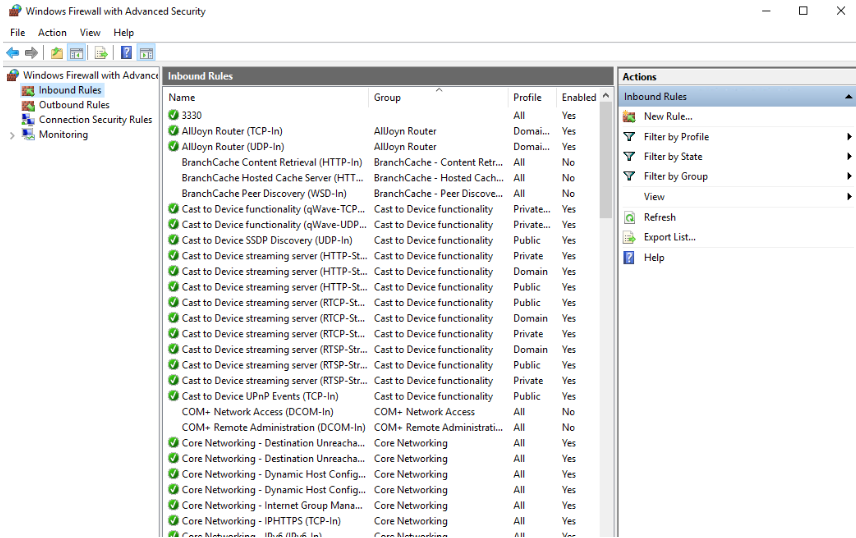 Windows Firewall with Advanced Security
File Action View Help
Windows Firewall with Advance
Inbound Rules
Outbound Rules
Connection Security Rules
Monitoring
Inbound Rules
Name Group Profile Enabled
3330 All Yes
AllJoyn Router (TCP-In) AllJoyn Router Domai... Yes
AllJoyn Router (UDP-In) AllJoyn Router Domai... Yes
BranchCache Content Retrieval (HTTP-In) BranchCache - Content Retr... All No
BranchCache Hosted Cache Server (HTT... BranchCache - Hosted Cach... All No
BranchCache Peer Discovery (WSD-In) BranchCache - Peer Discove... All No
Cast to Device functionality (qWave-TCP... Cast to Device functionality Private... Yes
Cast to Device functionality (qWave-UDP... Cast to Device functionality Private... Yes
Cast to Device SSDP Discovery (UDP-In) Cast to Device functionality Public Yes
Cast to Device streaming server (HTTP-St... Cast to Device functionality Private Yes
Cast to Device streaming server (HTTP-St... Cast to Device functionality Domain Yes
Cast to Device streaming server (HTTP-St... Cast to Device functionality Public Yes
Cast to Device streaming server (RTCP-St... Cast to Device functionality Public Yes
Cast to Device streaming server (RTCP-St... Cast to Device functionality Domain Yes
Cast to Device streaming server (RTCP-St... Cast to Device functionality Private Yes
Cast to Device streaming server (RTSP-Str... Cast to Device functionality Domain Yes
Cast to Device streaming server (RTSP-Str... Cast to Device functionality Public Yes
Cast to Device streaming server (RTSP-Str... Cast to Device functionality Private Yes
Cast to Device UPnP Events (TCP-In) Cast to Device functionality Public Yes
COM+ Network Access (DCOM-In) COM+ Network Access All No
COM+ Remote Administration (DCOM-In) COM+ Remote Administrati... All No
Core Networking - Destination Unreacha... Core Networking All Yes
Core Networking - Destination Unreacha... Core Networking All Yes
Core Networking - Dynamic Host Config... Core Networking All Yes
Core Networking - Dynamic Host Config... Core Networking All Yes
Core Networking - Internet Group Mana... Core Networking All Yes
Core Networking - IPHTTPS (TCP-In) Core Networking All Yes
Core Networking - IPv6 (IPv6-In) Core Networking All Yes
Actions
Inbound Rules
New Rule...
Filter by Profile
Filter by State
Filter by Group
View
Refresh
Export List...
Help